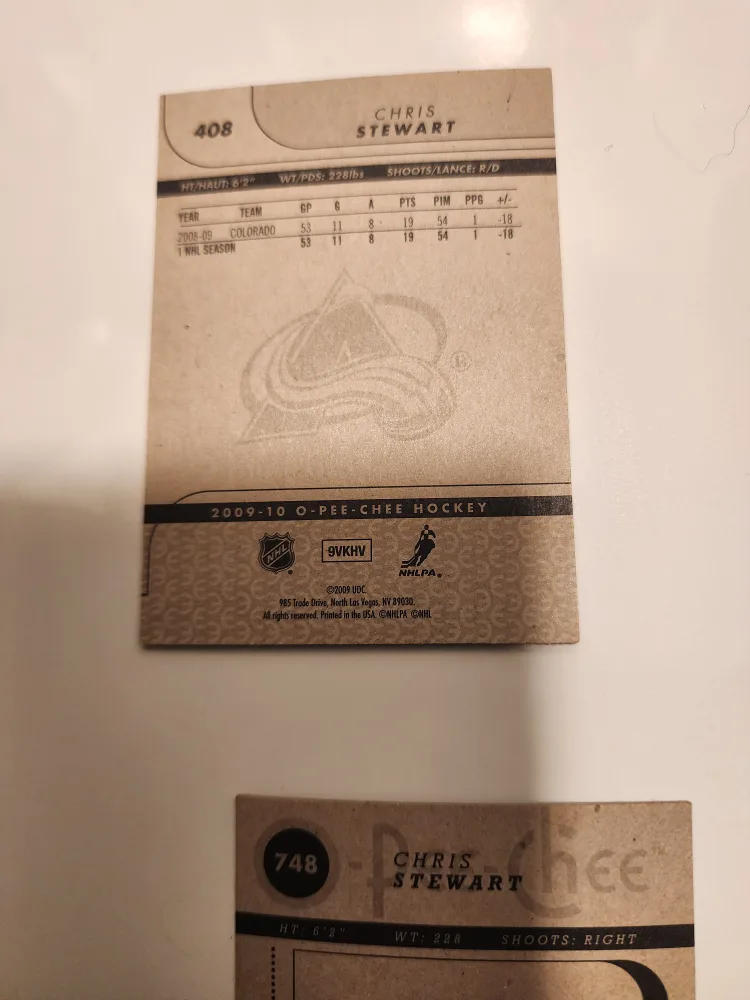 408
CHRIS
STEWART
HT/HAUT: 6'2" WT/PDS: 228lbs SHOOTS/LANCE: R/D
YEAR TEAM GP G A PTS PIM PPG +/-
2008-09 COLORADO 53 11 8 19 54 1 -18
1 NHL SEASON 53 11 8 19 54 1 -18
®
2009-10 O-PEE-CHEE HOCKEY
NHL® 9VKHV NHLPA®
©2009 UDC.
985 Trade Drive, North Las Vegas, NV 89030.
All rights reserved. Printed in the USA. ©NHLPA ©NHL
O-Pee-Chee™
748
CHRIS
STEWART
HT: 6'2" WT: 228 SHOOTS: RIGHT